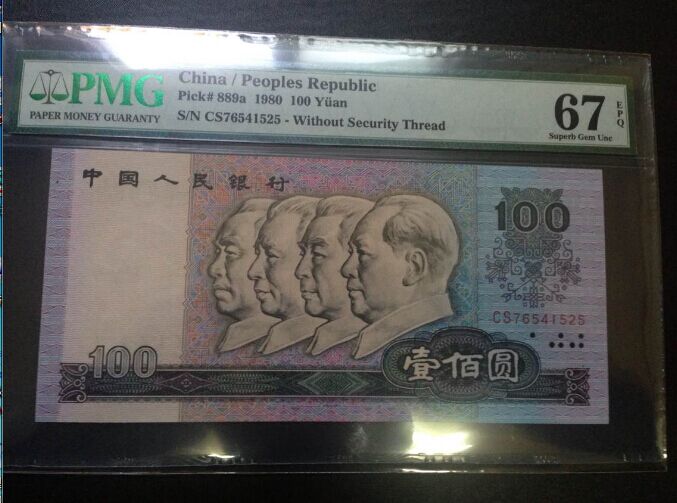 PMG
PAPER MONEY GUARANTY
China / Peoples Republic
Pick# 889a 1980 100 Yüan
S/N CS76541525 - Without Security Thread
67 EPQ
Superb Gem Unc
中国人民银行
100
CS76541525
100
壹佰圆